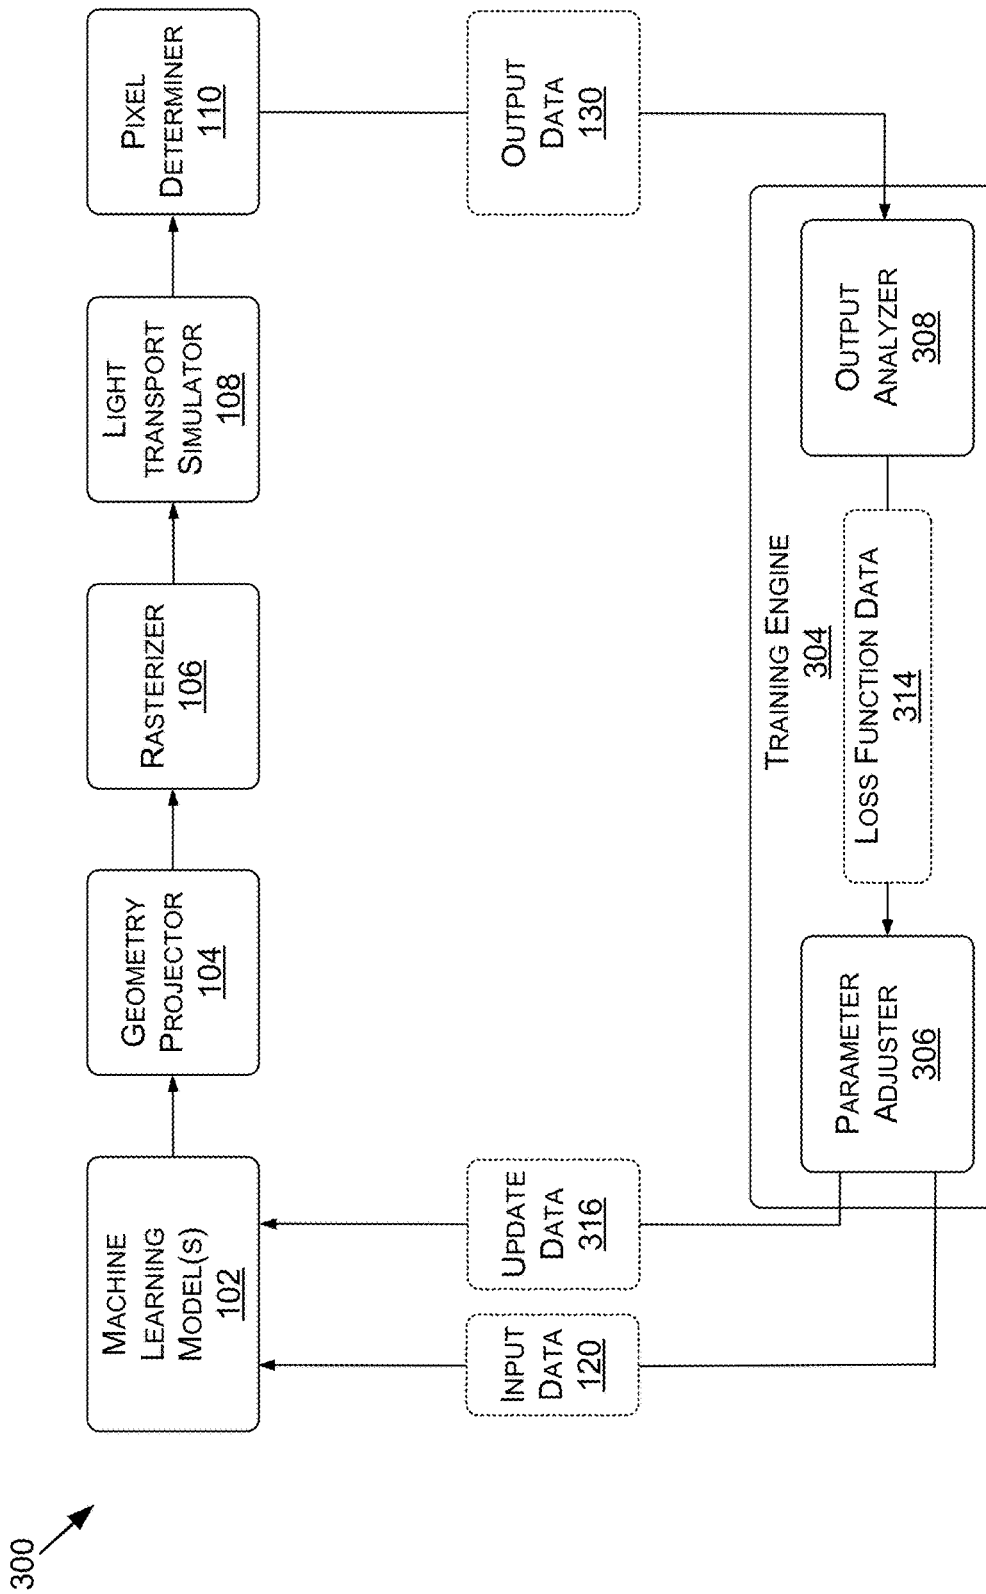 300
MACHINE
LEARNING
MODEL(S)
102
GEOMETRY
PROJECTOR
104
RASTERIZER
106
LIGHT
TRANSPORT
SIMULATOR
108
PIXEL
DETERMINER
110
INPUT
DATA
120
UPDATE
DATA
316
OUTPUT
DATA
130
TRAINING ENGINE
304
PARAMETER
ADJUSTER
306
LOSS FUNCTION DATA
314
OUTPUT
ANALYZER
308